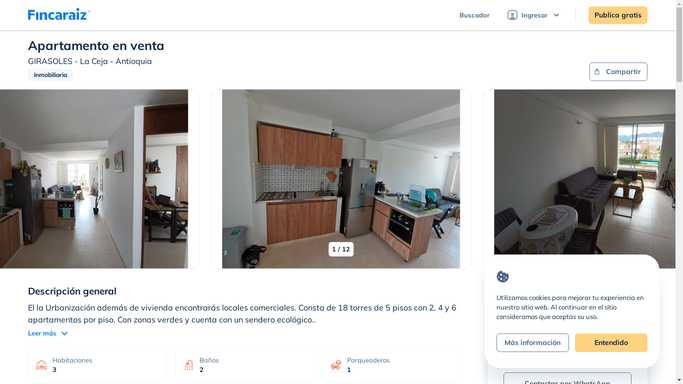 Fincaraiz
Buscador
Ingresar
Publica gratis
Apartamento en venta
GIRASOLES - La Ceja - Antioquia
Inmobiliaria
Compartir
1 / 12
Descripción general
El la Urbanización además de vivienda encontrarás locales comerciales. Consta de 18 torres de 5 pisos con 2, 4 y 6
apartamentos por piso. Con zonas verdes y cuenta con un sendero ecológico..
Leer más
Habitaciones
3
Baños
2
Parqueaderos
1
Utilizamos cookies para mejorar tu experiencia en
nuestro sitio web. Al continuar en el sitio
consideramos que aceptas su uso.
Más información
Entendido
Contactar por WhatsApp